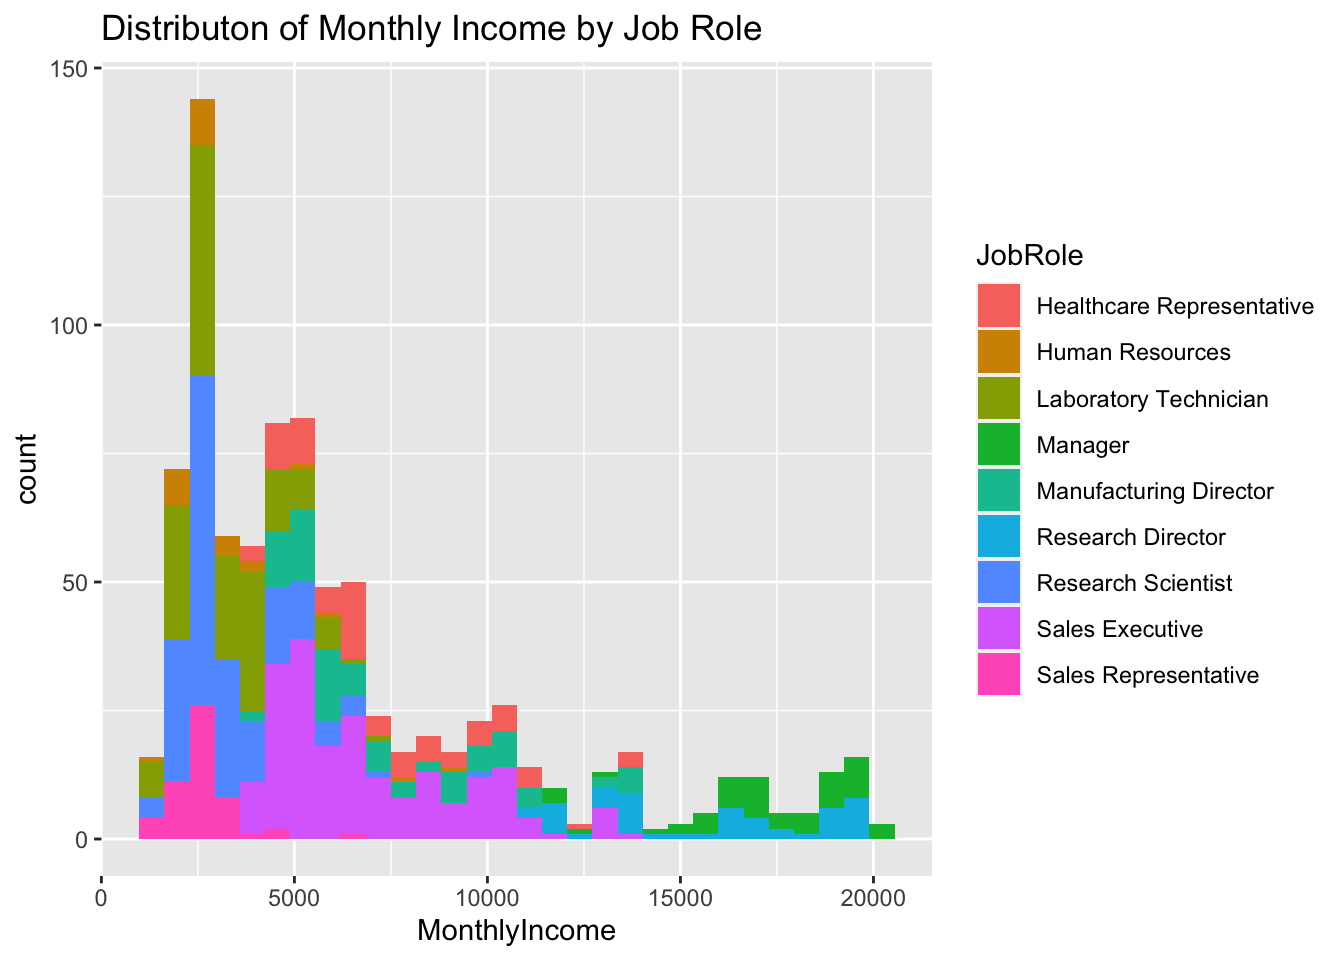 Distributon of Monthly Income by Job Role
150
100
50
0
count
0 5000 10000 15000 20000
MonthlyIncome
JobRole
Healthcare Representative
Human Resources
Laboratory Technician
Manager
Manufacturing Director
Research Director
Research Scientist
Sales Executive
Sales Representative